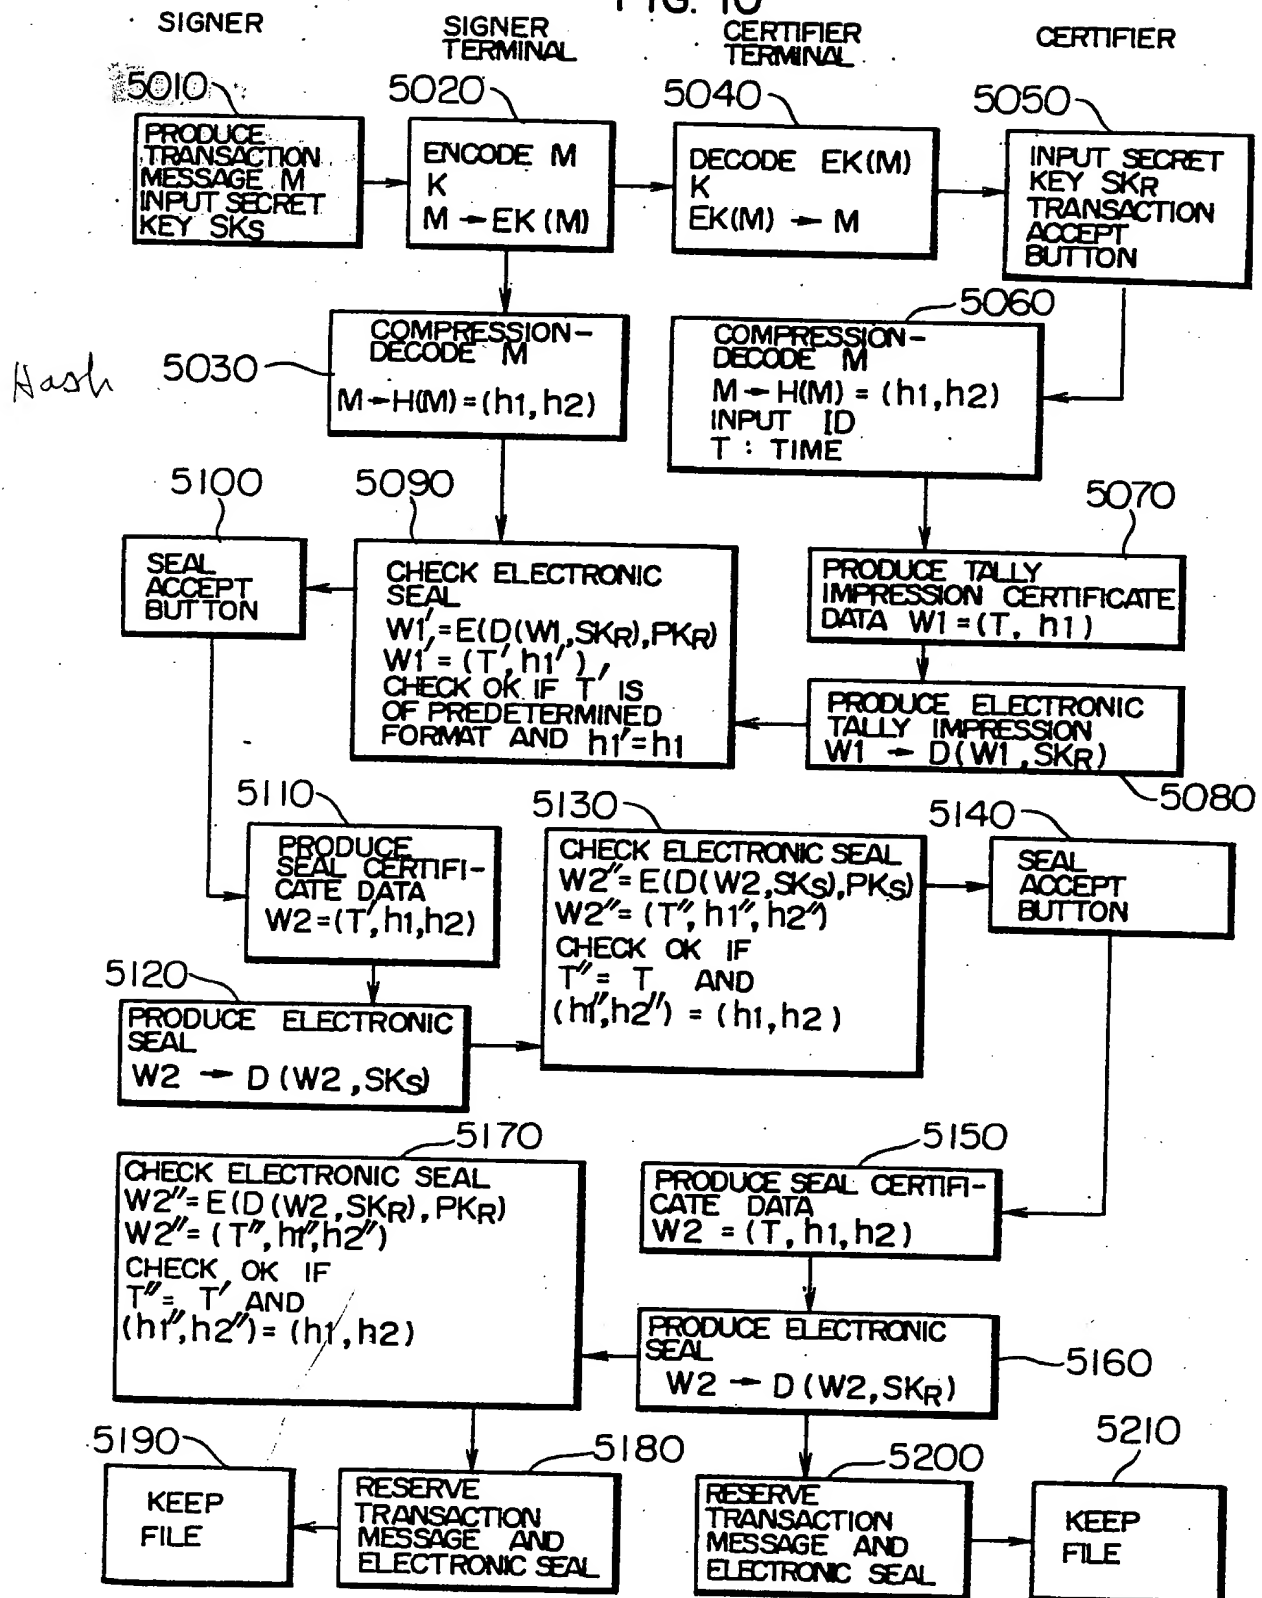 FIG. 10
SIGNER
SIGNER
TERMINAL
CERTIFIER
TERMINAL
CERTIFIER
5010
PRODUCE
TRANSACTION
MESSAGE M
INPUT SECRET
KEY SKS
5020
ENCODE M
K
M → EK (M)
5040
DECODE EK(M)
K
EK(M) → M
5050
INPUT SECRET
KEY SKR
TRANSACTION
ACCEPT
BUTTON
Hash
5030
COMPRESSION-
DECODE M
M → H(M) = (h1, h2)
5060
COMPRESSION-
DECODE M
M → H(M) = (h1, h2)
INPUT ID
T : TIME
5070
PRODUCE TALLY
IMPRESSION CERTIFICATE
DATA W1 = (T, h1)
5080
PRODUCE ELECTRONIC
TALLY IMPRESSION
W1 → D(W1, SKR)
5090
CHECK ELECTRONIC
SEAL
W1' = E(D(W1, SKR), PKR)
W1' = (T', h1'),
CHECK OK IF T' IS
OF PREDETERMINED
FORMAT AND h1' = h1
5100
SEAL
ACCEPT
BUTTON
5110
PRODUCE
SEAL CERTIFI-
CATE DATA
W2 = (T', h1, h2)
5120
PRODUCE ELECTRONIC
SEAL
W2 → D (W2, SKS)
5130
CHECK ELECTRONIC SEAL
W2" = E(D(W2, SKS), PKS)
W2" = (T", h1", h2")
CHECK OK IF
T" = T AND
(h1", h2") = (h1, h2)
5140
SEAL
ACCEPT
BUTTON
5150
PRODUCE SEAL CERTIFI-
CATE DATA
W2 = (T, h1, h2)
5160
PRODUCE ELECTRONIC
SEAL
W2 → D (W2, SKR)
5170
CHECK ELECTRONIC SEAL
W2" = E(D(W2, SKR), PKR)
W2" = (T", h1", h2")
CHECK OK IF
T" = T' AND
(h1", h2") = (h1, h2)
5180
RESERVE
TRANSACTION
MESSAGE AND
ELECTRONIC SEAL
5190
KEEP
FILE
5200
RESERVE
TRANSACTION
MESSAGE AND
ELECTRONIC SEAL
5210
KEEP
FILE